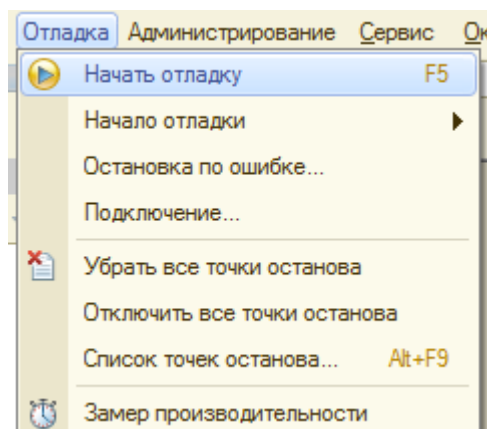 Отладка Администрирование Сервис
Начать отладку F5
Начало отладки
Остановка по ошибке...
Подключение...
Убрать все точки останова
Отключить все точки останова
Список точек останова... Alt+F9
Замер производительности